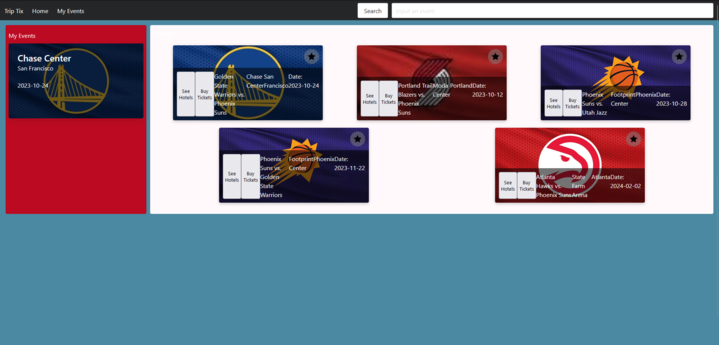 Trip Tix Home My Events Search
My Events
Chase Center
San Francisco
2023-10-24
See Hotels
Buy Tickets
Golden State Warriors vs. Phoenix Suns
Chase Center
San Francisco
Date: 2023-10-24
See Hotels
Buy Tickets
Portland Trail Blazers vs. Phoenix Suns
Moda Center
Portland
Date: 2023-10-12
See Hotels
Buy Tickets
Phoenix Suns vs. Utah Jazz
Footprint Center
Phoenix
Date: 2023-10-28
See Hotels
Buy Tickets
Phoenix Suns vs. Golden State Warriors
Footprint Center
Phoenix
Date: 2023-11-22
See Hotels
Buy Tickets
Atlanta Hawks vs. Phoenix Suns
State Farm Arena
Atlanta
Date: 2024-02-02